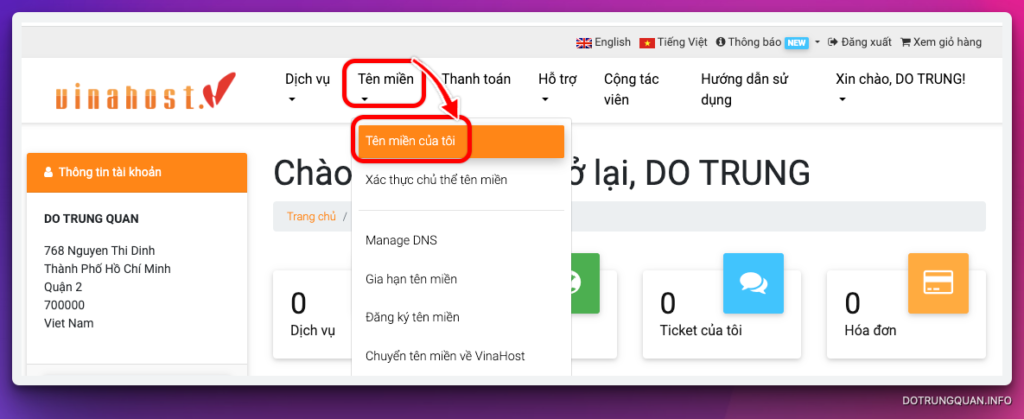 English Tiếng Việt Thông báo NEW Đăng xuất Xem giỏ hàng
vinahost.
Dịch vụ
Tên miền
Thanh toán
Hỗ trợ
Cộng tác
viên
Hướng dẫn sử
dụng
Xin chào, DO TRUNG!
Tên miền của tôi
Xác thực chủ thể tên miền
Manage DNS
Gia hạn tên miền
Đăng ký tên miền
Chuyển tên miền về VinaHost
Thông tin tài khoản
DO TRUNG QUAN
768 Nguyen Thi Dinh
Thành Phố Hồ Chí Minh
Quận 2
700000
Viet Nam
Chào ở lại, DO TRUNG
Trang chủ /
0
Dịch vụ
0
Ticket của tôi
0
Hóa đơn
DOTRUNGQUAN.INFO